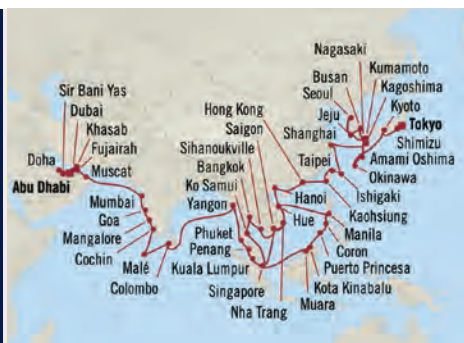 Nagasaki
Kumamoto
Busan
Kagoshima
Seoul
Kyoto
Jeju
Tokyo
Hong Kong
Shanghai
Shimizu
Saigon
Amami Oshima
Sihanoukville
Taipei
Okinawa
Bangkok
Ishigaki
Ko Samui
Hanoi
Kaohsiung
Yangon
Hue
Manila
Sir Bani Yas
Dubai
Khasab
Fujairah
Doha
Muscat
Abu Dhabi
Mumbai
Goa
Mangalore
Cochin
Malé
Colombo
Phuket
Coron
Penang
Puerto Princesa
Kuala Lumpur
Kota Kinabalu
Singapore
Muara
Nha Trang